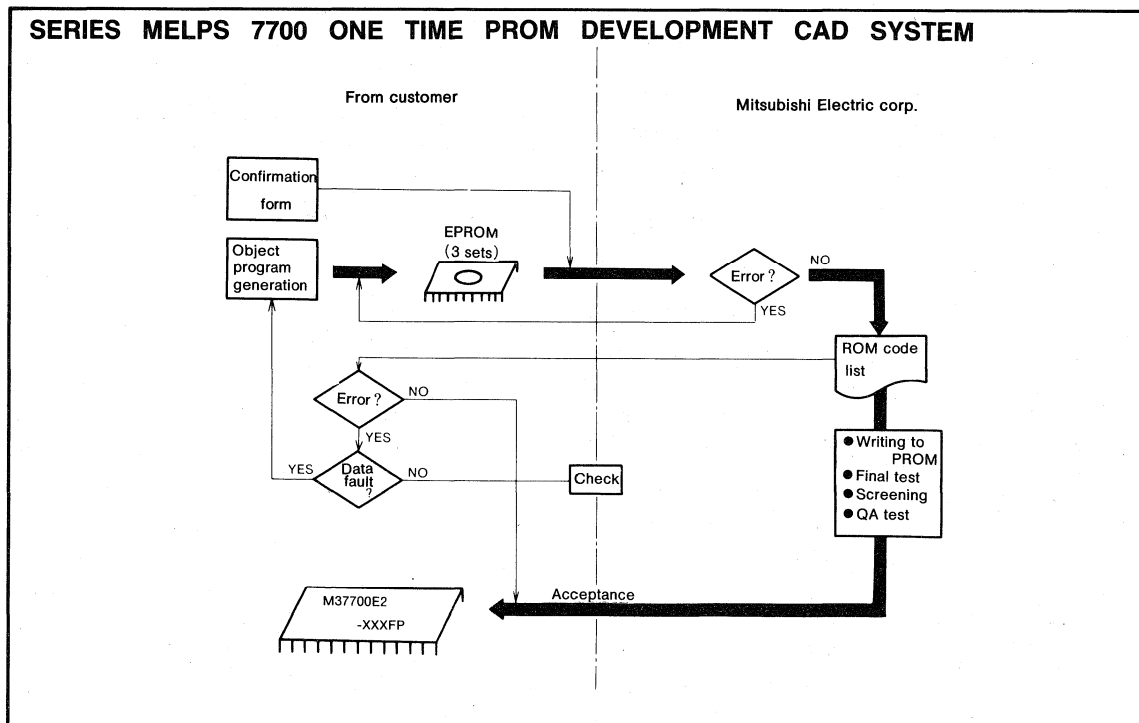 SERIES MELPS 7700 ONE TIME PROM DEVELOPMENT CAD SYSTEM
From customer
Mitsubishi Electric corp.
Confirmation
form
EPROM
(3 sets)
Object
program
generation
Error ?
NO
YES
ROM code
list
Error ?
NO
YES
YES
Data
fault
?
NO
Check
● Writing to
PROM
● Final test
● Screening
● QA test
Acceptance
M37700E2
-XXXFP